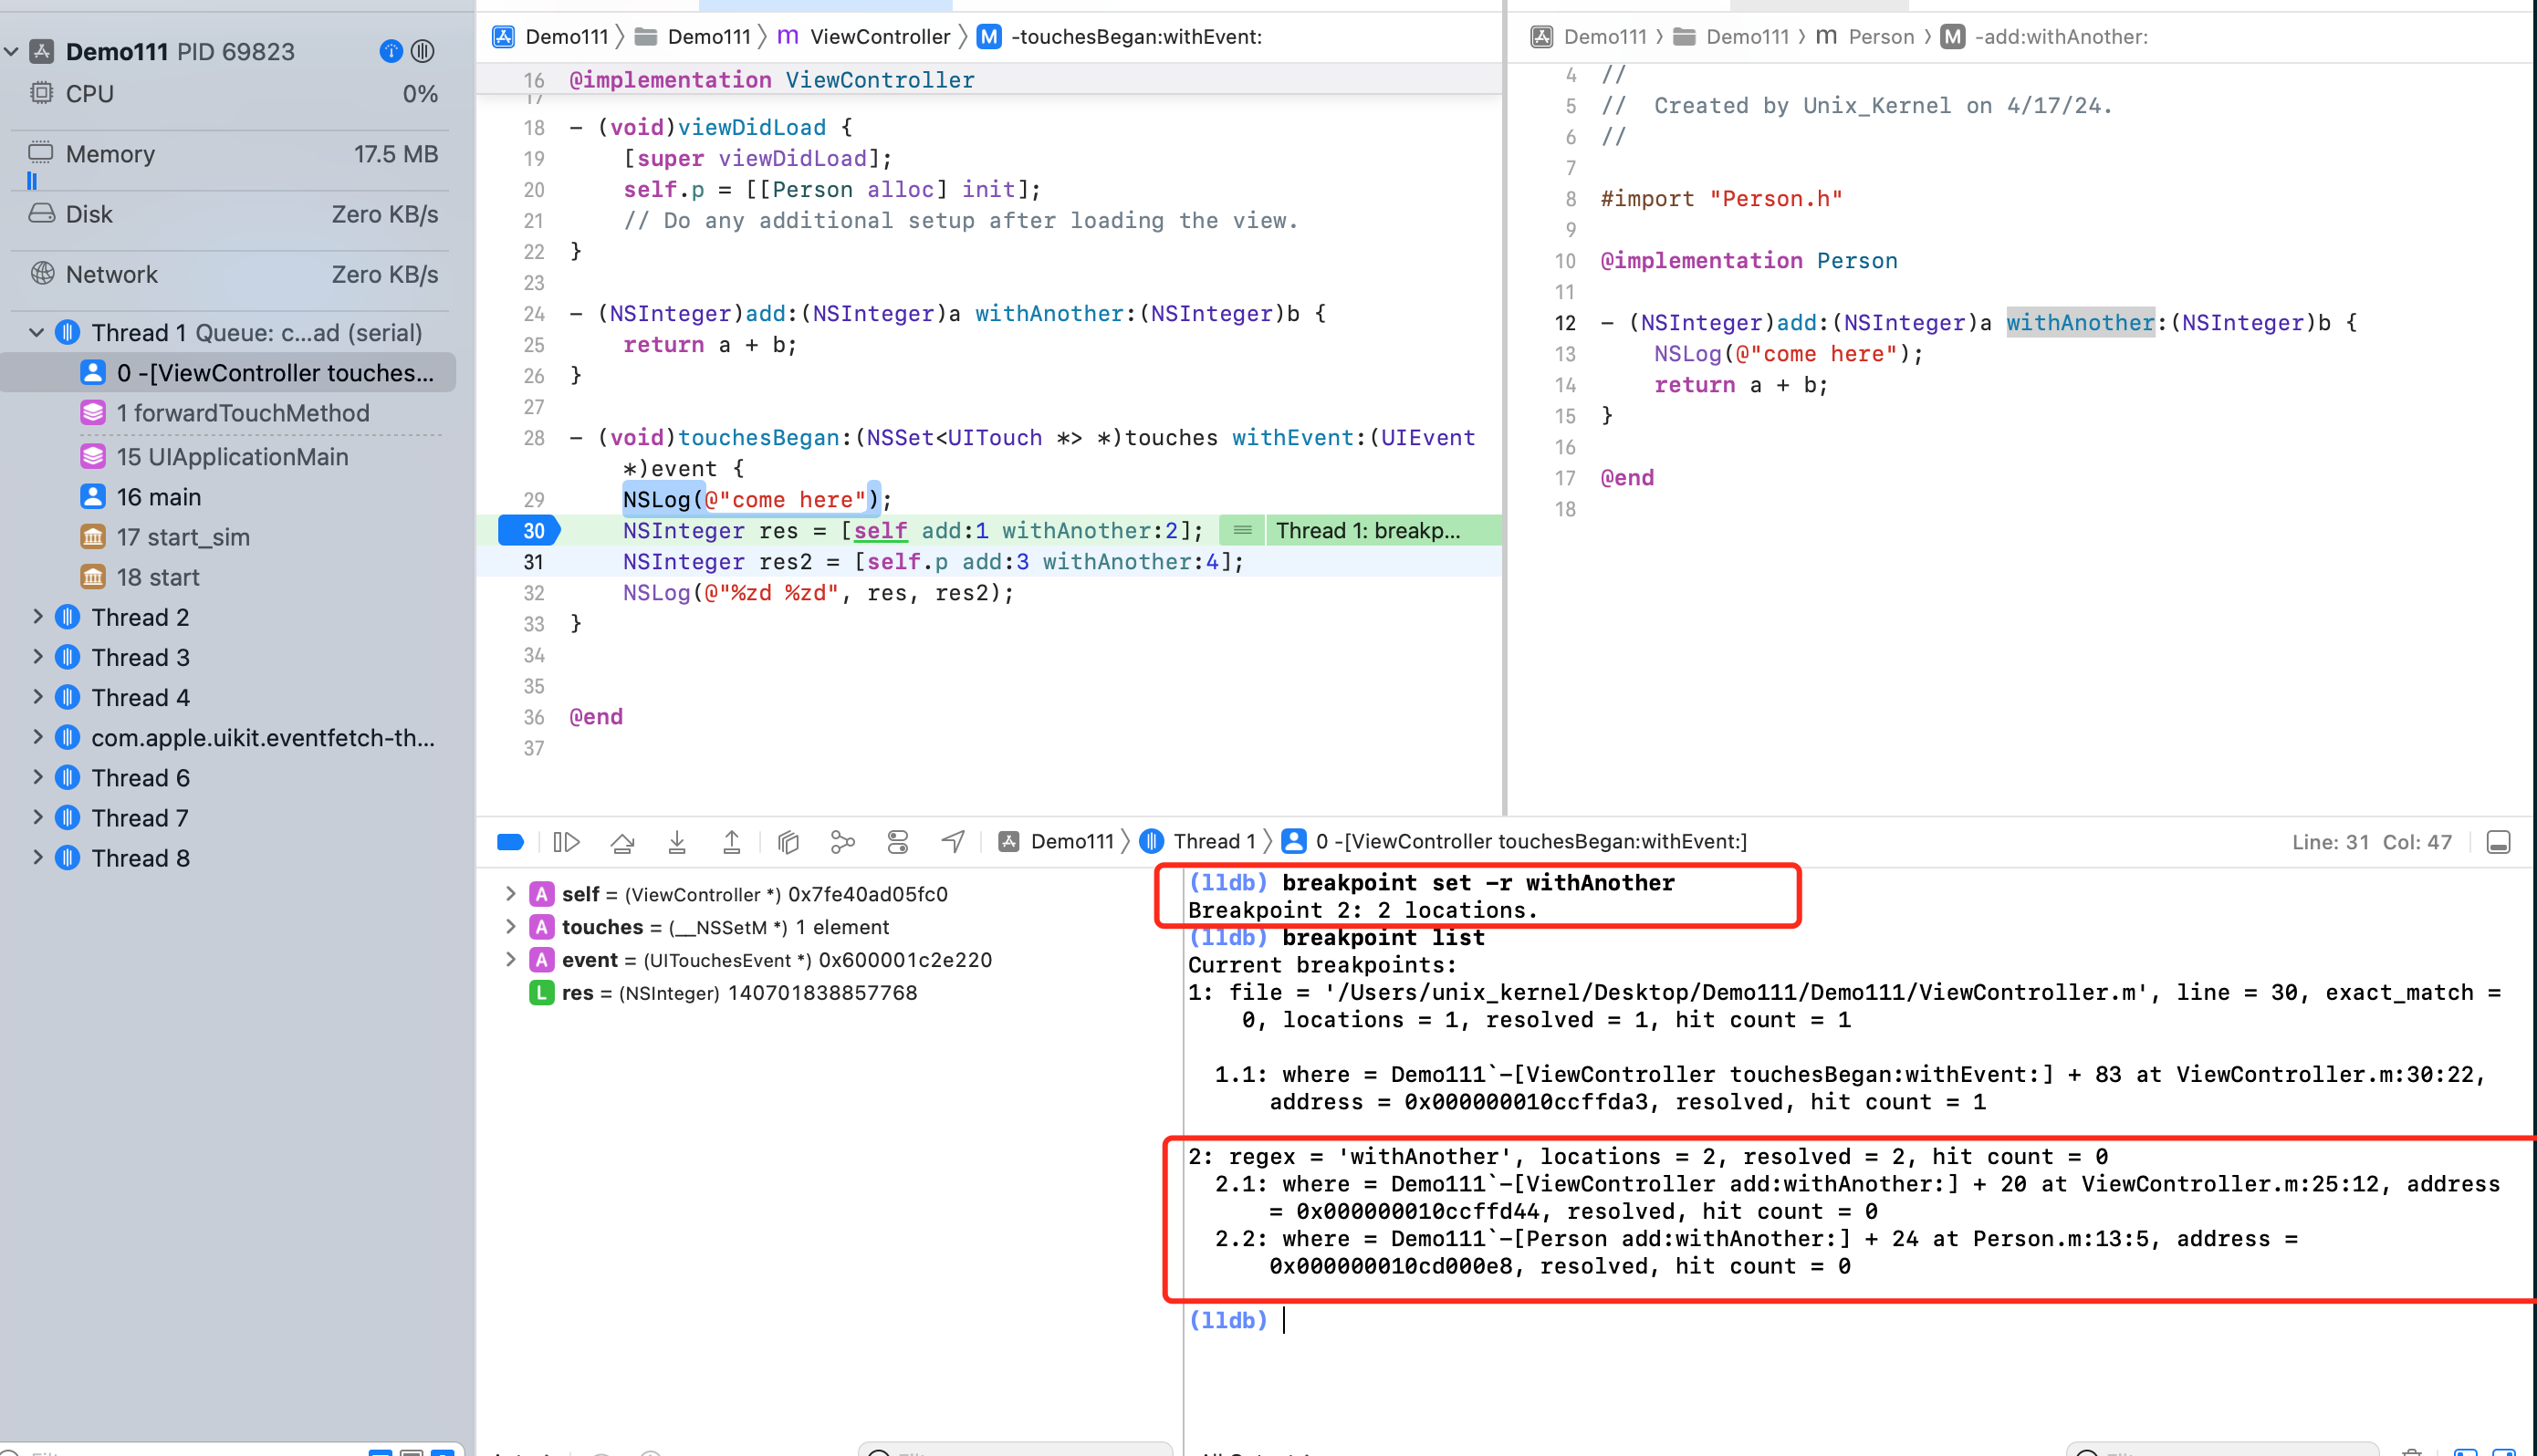 Demo111 PID 69823
CPU 0%
Memory 17.5 MB
Disk Zero KB/s
Network Zero KB/s
Thread 1 Queue: c...ad (serial)
0 -[ViewController touches...
1 forwardTouchMethod
15 UIApplicationMain
16 main
17 start_sim
18 start
Thread 2
Thread 3
Thread 4
com.apple.uikit.eventfetch-th...
Thread 6
Thread 7
Thread 8
Demo111 〉 Demo111 〉 m ViewController 〉 M -touchesBegan:withEvent:
16 @implementation ViewController
17
18 - (void)viewDidLoad {
19 [super viewDidLoad];
20 self.p = [[Person alloc] init];
21 // Do any additional setup after loading the view.
22 }
23
24 - (NSInteger)add:(NSInteger)a withAnother:(NSInteger)b {
25 return a + b;
26 }
27
28 - (void)touchesBegan:(NSSet<UITouch *> *)touches withEvent:(UIEvent
*)event {
29 NSLog(@"come here");
30 NSInteger res = [self add:1 withAnother:2]; Thread 1: breakp...
31 NSInteger res2 = [self.p add:3 withAnother:4];
32 NSLog(@"%zd %zd", res, res2);
33 }
34
35
36 @end
37
Demo111 〉 Demo111 〉 m Person 〉 M -add:withAnother:
4 //
5 //  Created by Unix_Kernel on 4/17/24.
6 //
7
8 #import "Person.h"
9
10 @implementation Person
11
12 - (NSInteger)add:(NSInteger)a withAnother:(NSInteger)b {
13 NSLog(@"come here");
14 return a + b;
15 }
16
17 @end
18
Demo111 〉 Thread 1 〉 0 -[ViewController touchesBegan:withEvent:] Line: 31 Col: 47
A self = (ViewController *) 0x7fe40ad05fc0
A touches = (__NSSetM *) 1 element
A event = (UITouchesEvent *) 0x600001c2e220
L res = (NSInteger) 140701838857768
(lldb) breakpoint set -r withAnother
Breakpoint 2: 2 locations.
(lldb) breakpoint list
Current breakpoints:
1: file = '/Users/unix_kernel/Desktop/Demo111/Demo111/ViewController.m', line = 30, exact_match =
0, locations = 1, resolved = 1, hit count = 1
1.1: where = Demo111`-[ViewController touchesBegan:withEvent:] + 83 at ViewController.m:30:22,
address = 0x000000010ccffda3, resolved, hit count = 1
2: regex = 'withAnother', locations = 2, resolved = 2, hit count = 0
2.1: where = Demo111`-[ViewController add:withAnother:] + 20 at ViewController.m:25:12, address
= 0x000000010ccffd44, resolved, hit count = 0
2.2: where = Demo111`-[Person add:withAnother:] + 24 at Person.m:13:5, address =
0x000000010cd000e8, resolved, hit count = 0
(lldb)